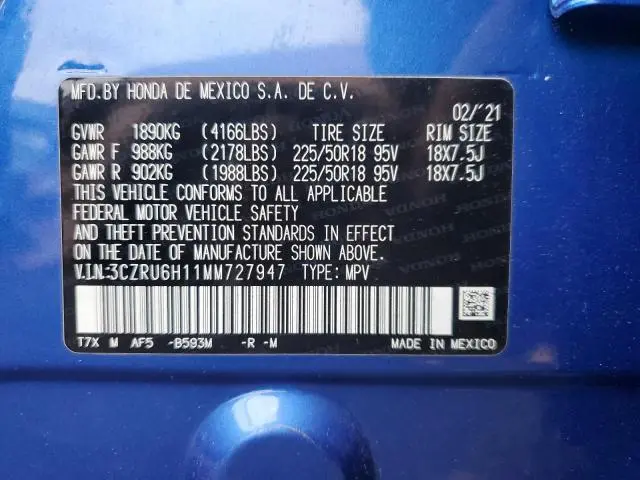 MFD.BY HONDA DE MEXICO S.A. DE C.V.
02/'21
GVWR 1890KG (4166LBS) TIRE SIZE RIM SIZE
GAWR F 988KG (2178LBS) 225/50R18 95V 18X7.5J
GAWR R 902KG (1988LBS) 225/50R18 95V 18X7.5J
THIS VEHICLE CONFORMS TO ALL APPLICABLE
FEDERAL MOTOR VEHICLE SAFETY
AND THEFT PREVENTION STANDARDS IN EFFECT
ON THE DATE OF MANUFACTURE SHOWN ABOVE.
V.I.N:3CZRU6H11MM727947 TYPE: MPV
T7X M AF5 -B593M -R -M MADE IN MEXICO